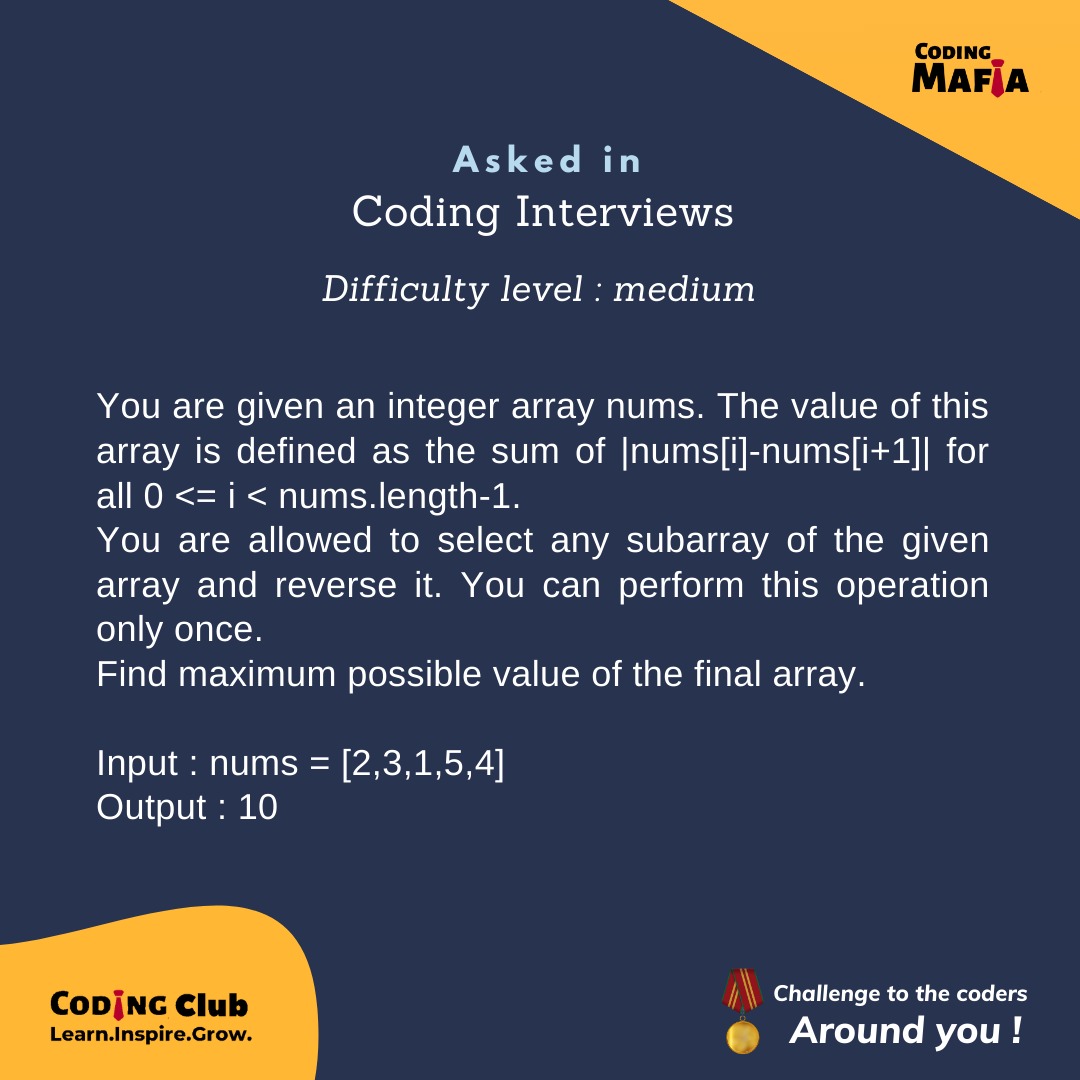 CODING
MAFIA
Asked in
Coding Interviews
Difficulty level : medium
You are given an integer array nums. The value of this
array is defined as the sum of |nums[i]-nums[i+1]| for
all 0 <= i < nums.length-1.
You are allowed to select any subarray of the given
array and reverse it. You can perform this operation
only once.
Find maximum possible value of the final array.
Input : nums = [2,3,1,5,4]
Output : 10
CODING Club
Learn.Inspire.Grow.
Challenge to the coders
Around you !